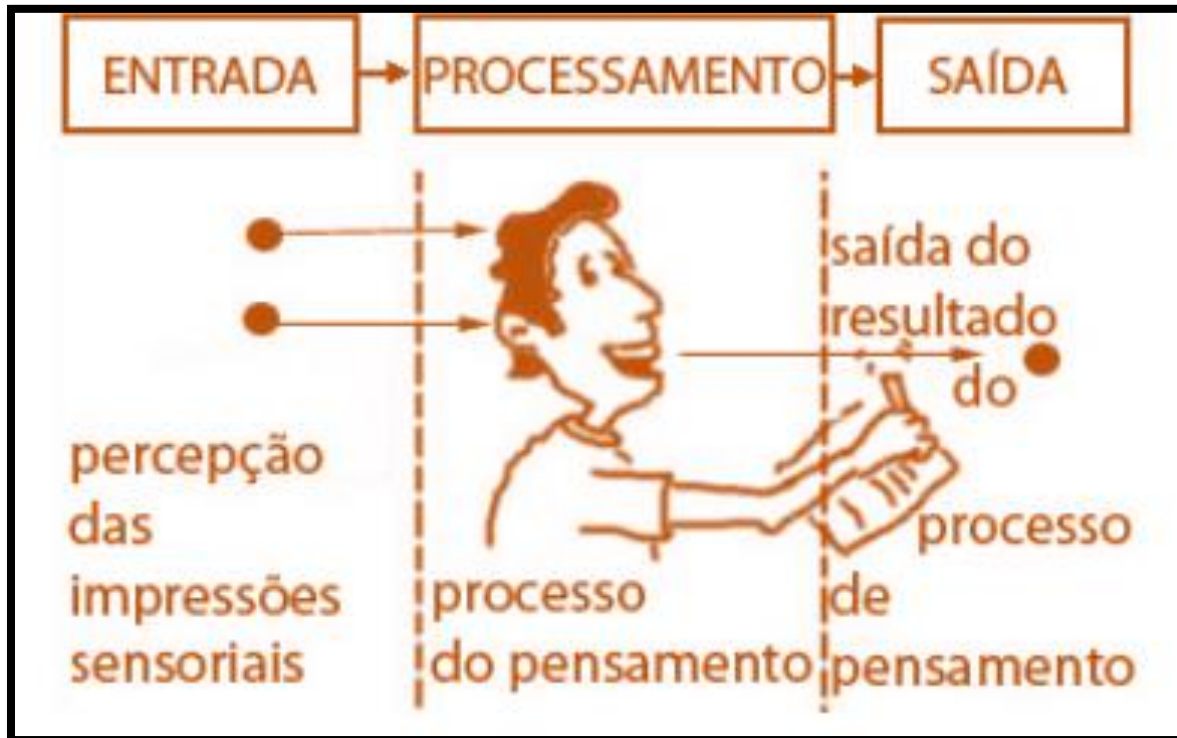 ENTRADA
PROCESSAMENTO
SAÍDA
percepção
das
impressões
sensoriais
processo
do pensamento
saída do
resultado
do
processo
de
pensamento